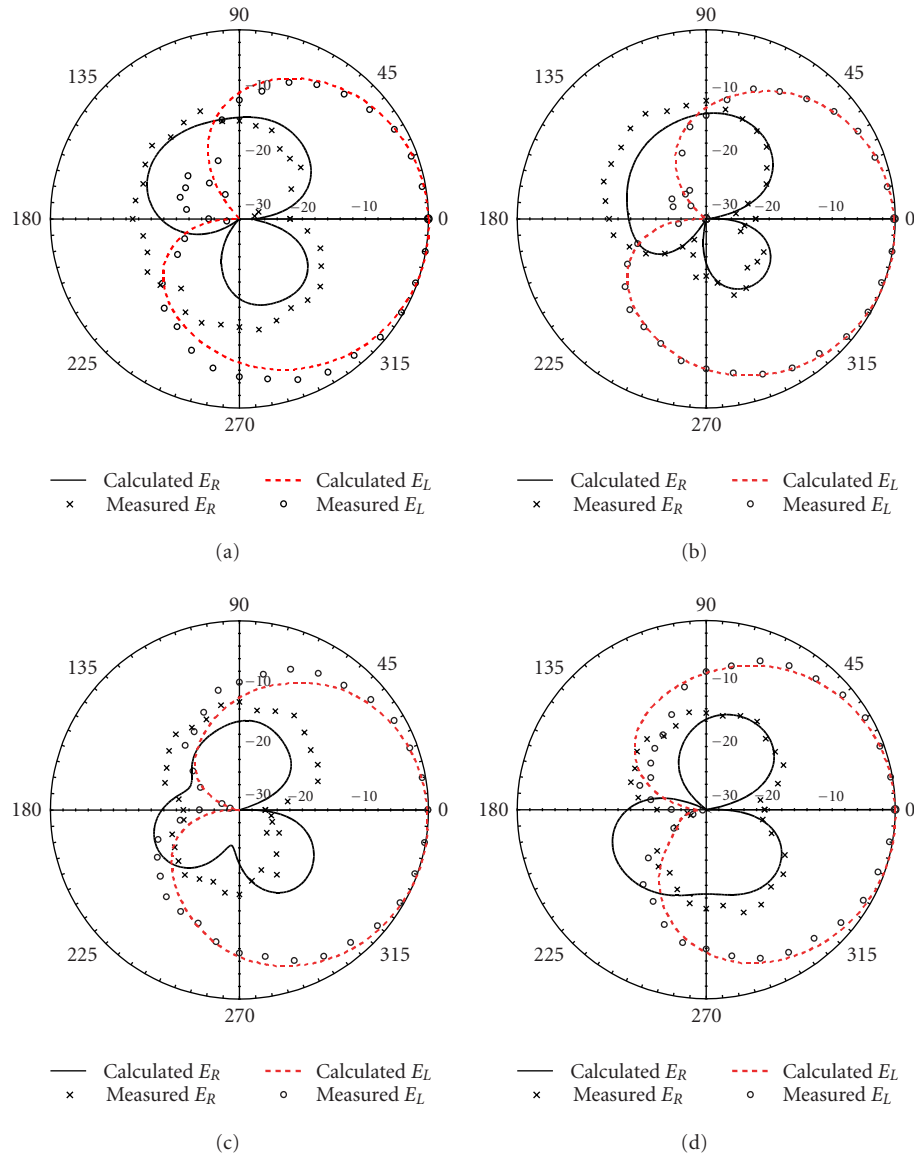 90
90
135
45
135
45
−10
−10
−20
−20
−30
−20
−10
−30
−20
−10
180
0
180
0
225
315
225
315
270
270
Calculated E_R
Calculated E_L
Calculated E_R
Calculated E_L
Measured E_R
Measured E_L
Measured E_R
Measured E_L
(a)
(b)
90
90
135
45
135
45
−10
−10
−20
−20
−30
−20
−10
−30
−20
−10
180
0
180
0
225
315
225
315
270
270
Calculated E_R
Calculated E_L
Calculated E_R
Calculated E_L
Measured E_R
Measured E_L
Measured E_R
Measured E_L
(c)
(d)